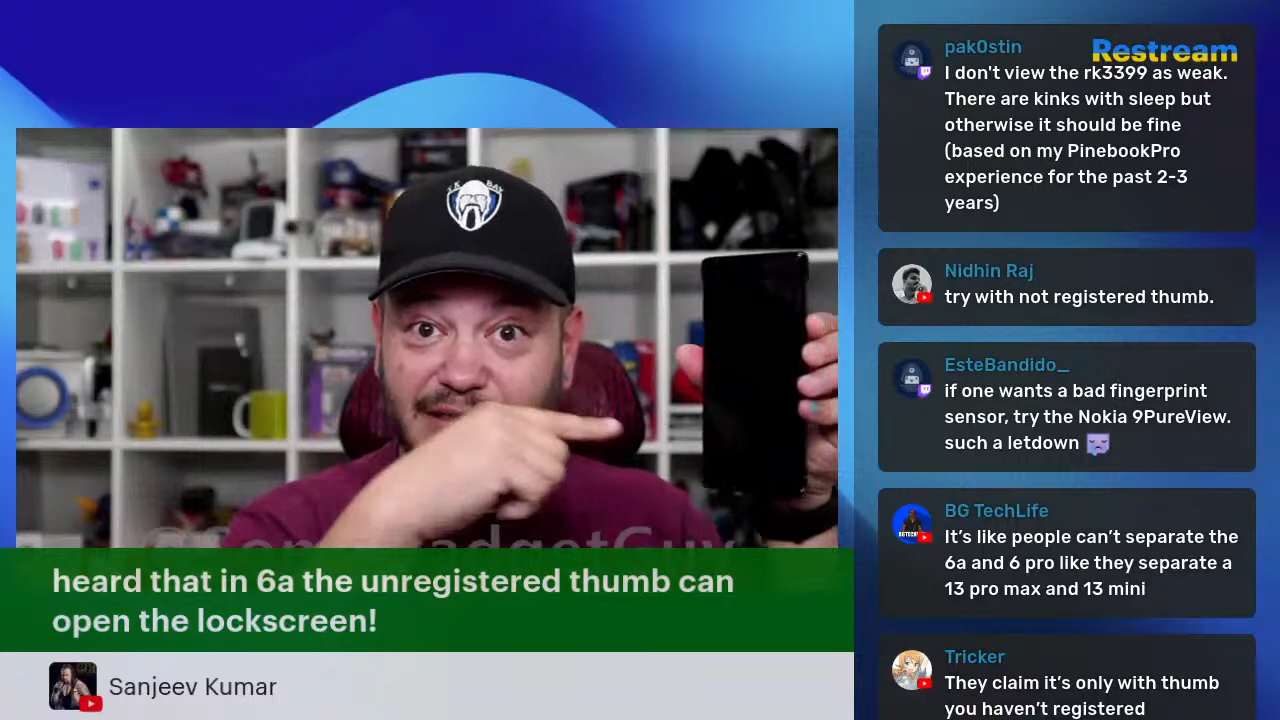 Restream
pak0stin
I don't view the rk3399 as weak.
There are kinks with sleep but
otherwise it should be fine
(based on my PinebookPro
experience for the past 2-3
years)
Nidhin Raj
try with not registered thumb.
EsteBandido_
if one wants a bad fingerprint
sensor, try the Nokia 9PureView.
such a letdown
BG TechLife
It’s like people can’t separate the
6a and 6 pro like they separate a
13 pro max and 13 mini
Tricker
They claim it’s only with thumb
you haven’t registered
heard that in 6a the unregistered thumb can
open the lockscreen!
Sanjeev Kumar